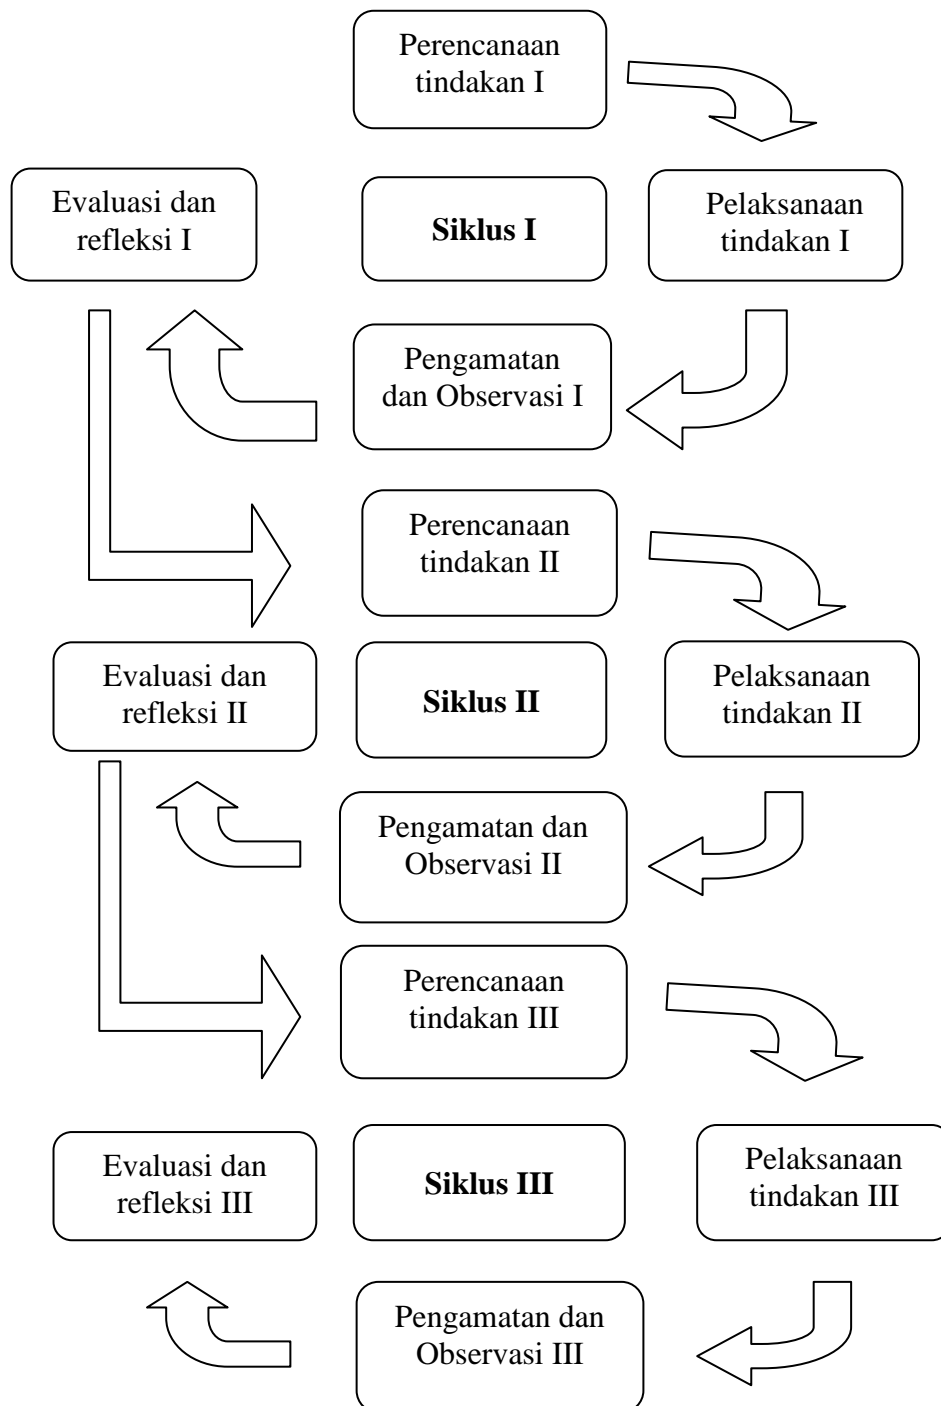 Perencanaan
tindakan I
Evaluasi dan
refleksi I
Siklus I
Pelaksanaan
tindakan I
Pengamatan
dan Observasi I
Perencanaan
tindakan II
Evaluasi dan
refleksi II
Siklus II
Pelaksanaan
tindakan II
Pengamatan dan
Observasi II
Perencanaan
tindakan III
Evaluasi dan
refleksi III
Siklus III
Pelaksanaan
tindakan III
Pengamatan dan
Observasi III